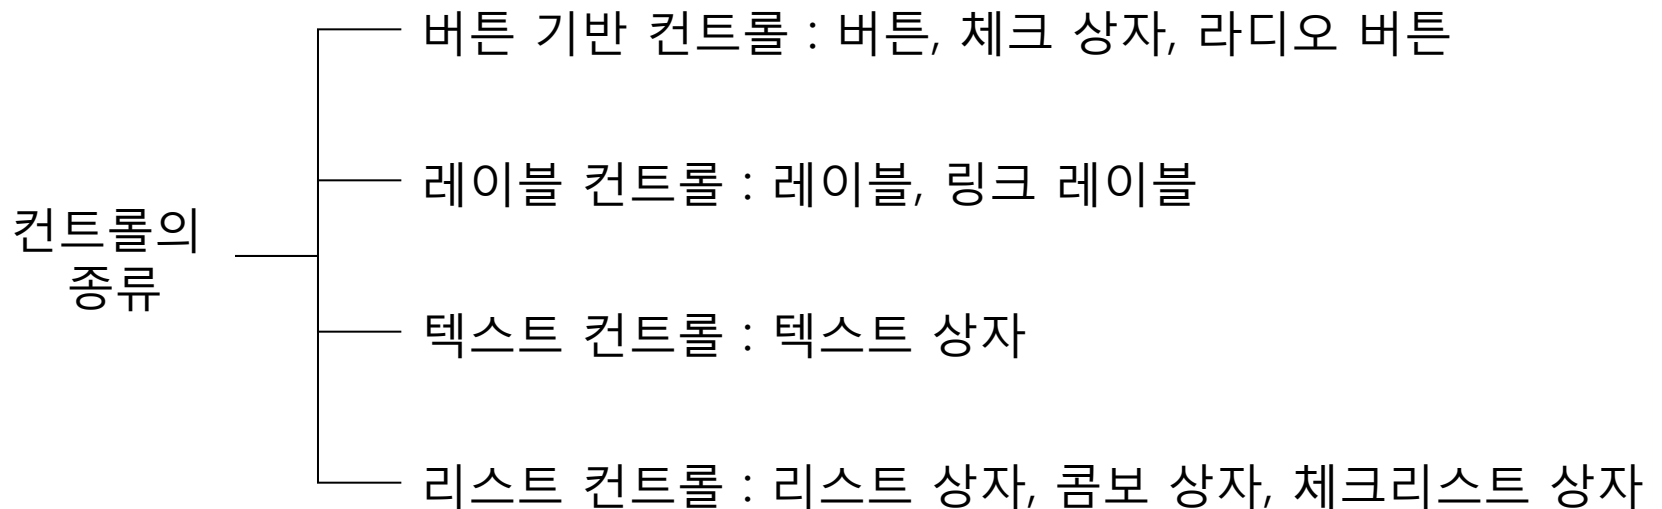 버튼 기반 컨트롤 : 버튼, 체크 상자, 라디오 버튼
레이블 컨트롤 : 레이블, 링크 레이블
컨트롤의
종류
텍스트 컨트롤 : 텍스트 상자
리스트 컨트롤 : 리스트 상자, 콤보 상자, 체크리스트 상자